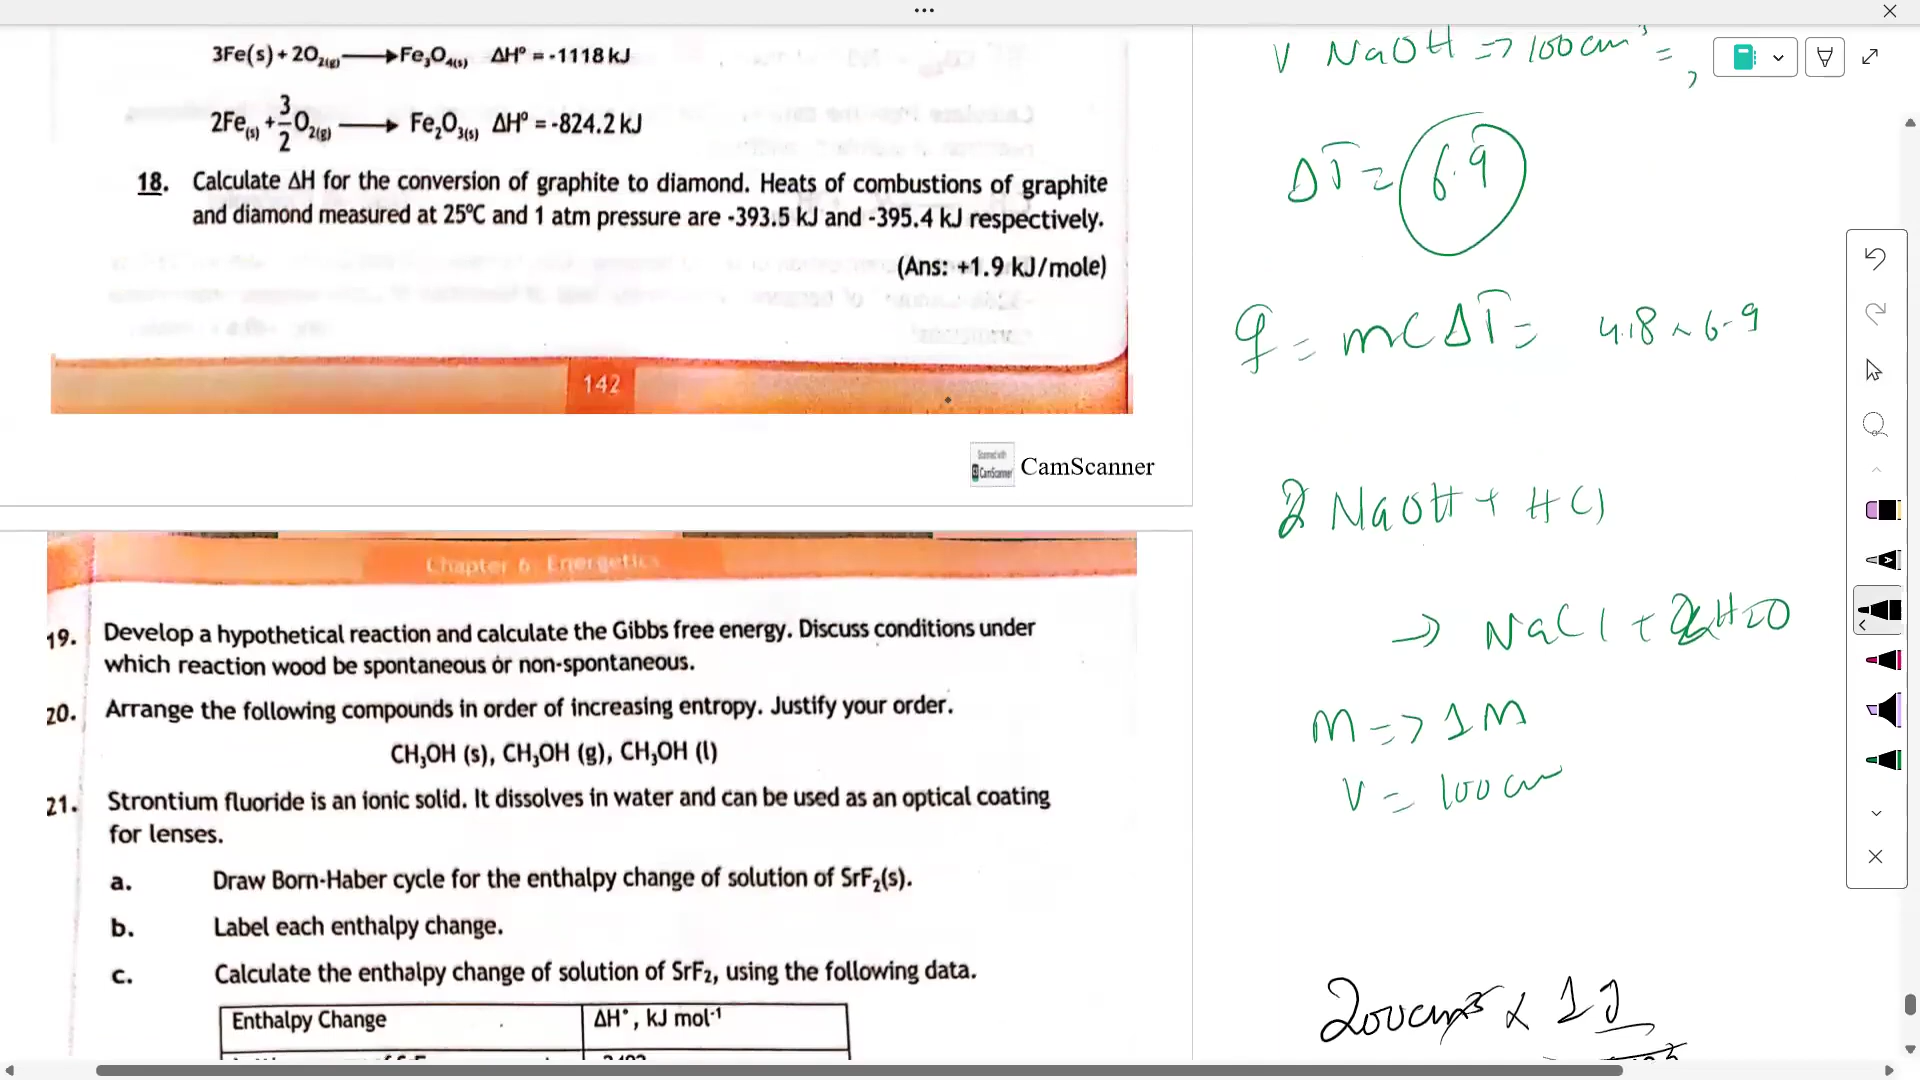 3Fe(s) + 2O₂(g) ⟶ Fe₃O₄(s) ΔH° = -1118 kJ
2Fe(s) + 3/2 O₂(g) ⟶ Fe₂O₃(s) ΔH° = -824.2 kJ
18. Calculate ΔH for the conversion of graphite to diamond. Heats of combustions of graphite
and diamond measured at 25°C and 1 atm pressure are -393.5 kJ and -395.4 kJ respectively.
(Ans: +1.9 kJ/mole)
142
Scanned with
CamScanner
CamScanner
Chapter 6 Energetics
19. Develop a hypothetical reaction and calculate the Gibbs free energy. Discuss conditions under
which reaction wood be spontaneous or non-spontaneous.
20. Arrange the following compounds in order of increasing entropy. Justify your order.
CH₃OH (s), CH₃OH (g), CH₃OH (l)
21. Strontium fluoride is an ionic solid. It dissolves in water and can be used as an optical coating
for lenses.
a. Draw Born-Haber cycle for the enthalpy change of solution of SrF₂(s).
b. Label each enthalpy change.
c. Calculate the enthalpy change of solution of SrF₂, using the following data.
Enthalpy Change ΔH°, kJ mol⁻¹
V NaOH => 100 cm³ =
ΔT = 6.9
q = mCΔT = 4.18 × 6.9
NaOH + HCl
→ NaCl + H2O
M => 1M
V = 100 cm
200cm³ × 1